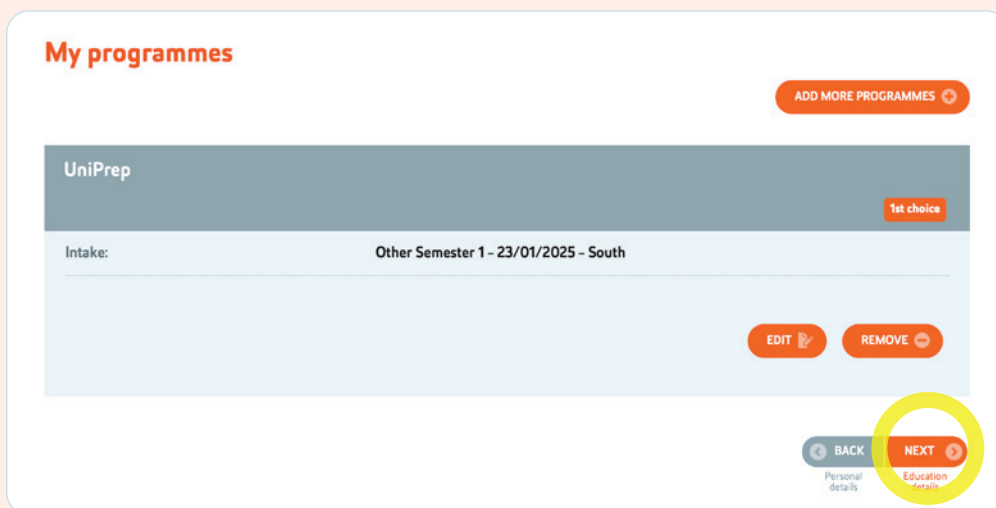 My programmes
ADD MORE PROGRAMMES
UniPrep
1st choice
Intake: Other Semester 1 – 23/01/2025 – South
EDIT REMOVE
BACK NEXT
Personal Education
details details